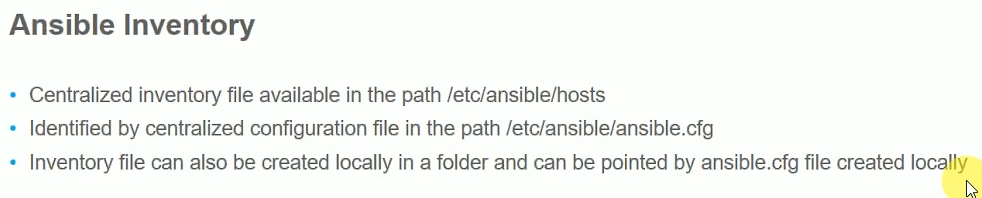 Ansible Inventory
• Centralized inventory file available in the path /etc/ansible/hosts
• Identified by centralized configuration file in the path /etc/ansible/ansible.cfg
• Inventory file can also be created locally in a folder and can be pointed by ansible.cfg file created locally